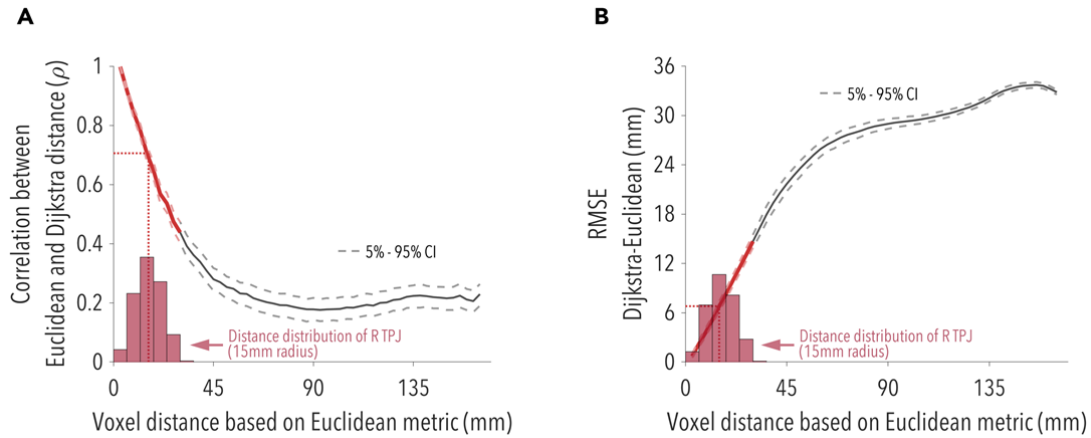 A
Correlation between
Euclidean and Dijkstra distance (ρ)
1
0.8
0.6
0.4
0.2
0
5% - 95% CI
Distance distribution of R TPJ
(15mm radius)
0 45 90 135
Voxel distance based on Euclidean metric (mm)
B
RMSE
Dijkstra-Euclidean (mm)
36
30
24
18
12
6
0
5% - 95% CI
Distance distribution of R TPJ
(15mm radius)
0 45 90 135
Voxel distance based on Euclidean metric (mm)